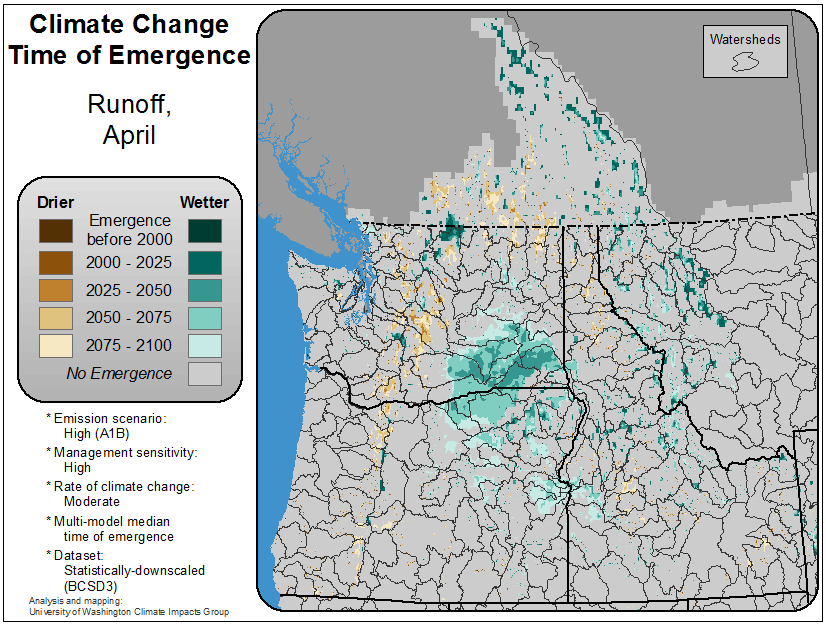 Climate Change
Time of Emergence
Runoff,
April
Drier
Wetter
Emergence
before 2000
2000 - 2025
2025 - 2050
2050 - 2075
2075 - 2100
No Emergence
* Emission scenario:
High (A1B)
* Management sensitivity:
High
* Rate of climate change:
Moderate
* Multi-model median
time of emergence
* Dataset:
Statistically-downscaled
(BCSD3)
Analysis and mapping:
University of Washington Climate Impacts Group
Watersheds